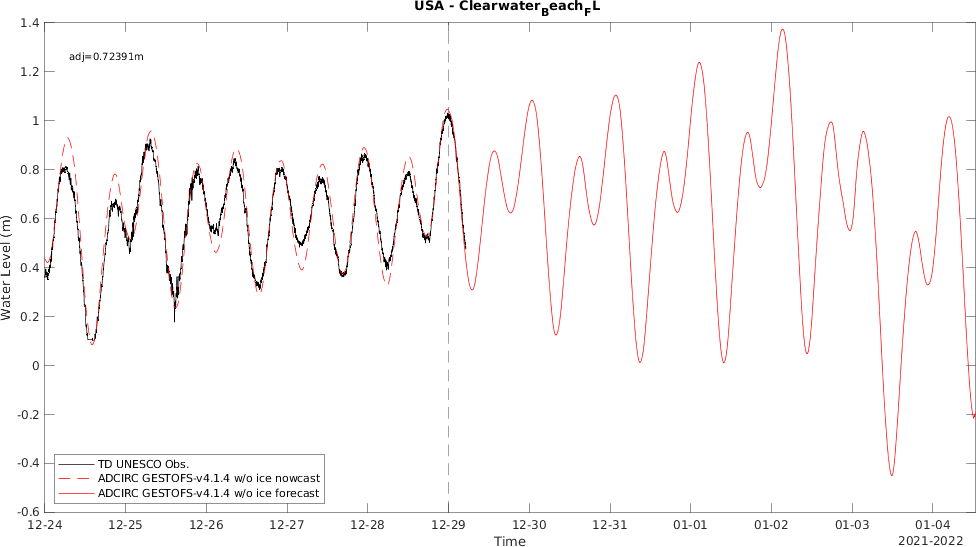 USA - Clearwater_Beach_FL
1.4
adj=0.72391m
1.2
1
0.8
0.6
0.4
0.2
0
-0.2
-0.4
-0.6
Water Level (m)
TD UNESCO Obs.
ADCIRC GESTOFS-v4.1.4 w/o ice nowcast
ADCIRC GESTOFS-v4.1.4 w/o ice forecast
12-24 12-25 12-26 12-27 12-28 12-29 12-30 12-31 01-01 01-02 01-03 01-04
Time
2021-2022